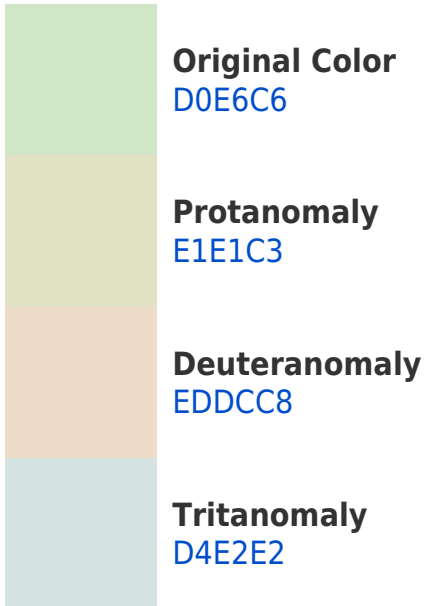 Original Color
D0E6C6
Protanomaly
E1E1C3
Deuteranomaly
EDDCC8
Tritanomaly
D4E2E2